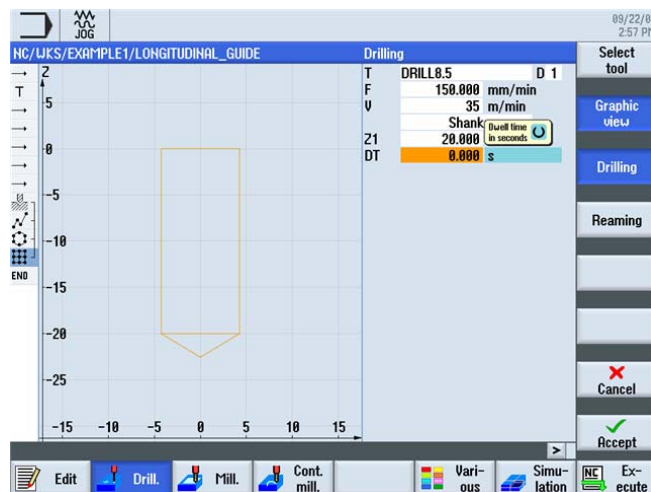 JOG
09/22/0
2:57 PM
NC/WKS/EXAMPLE1/LONGITUDINAL_GUIDE
Drilling
Select
tool
T DRILL8.5 D 1
F 150.000 mm/min
V 35 m/min
Shank
Z1 20.000
Dwell time
in seconds
DT 0.000 s
Graphic
view
Drilling
Reaming
Cancel
Accept
T
END
Z
5
0
-5
-10
-15
-20
-25
-15 -10 -5 0 5 10 15
>
Edit
Drill.
Mill.
Cont.
mill.
Vari-
ous
Simu-
lation
NC
Ex-
ecute